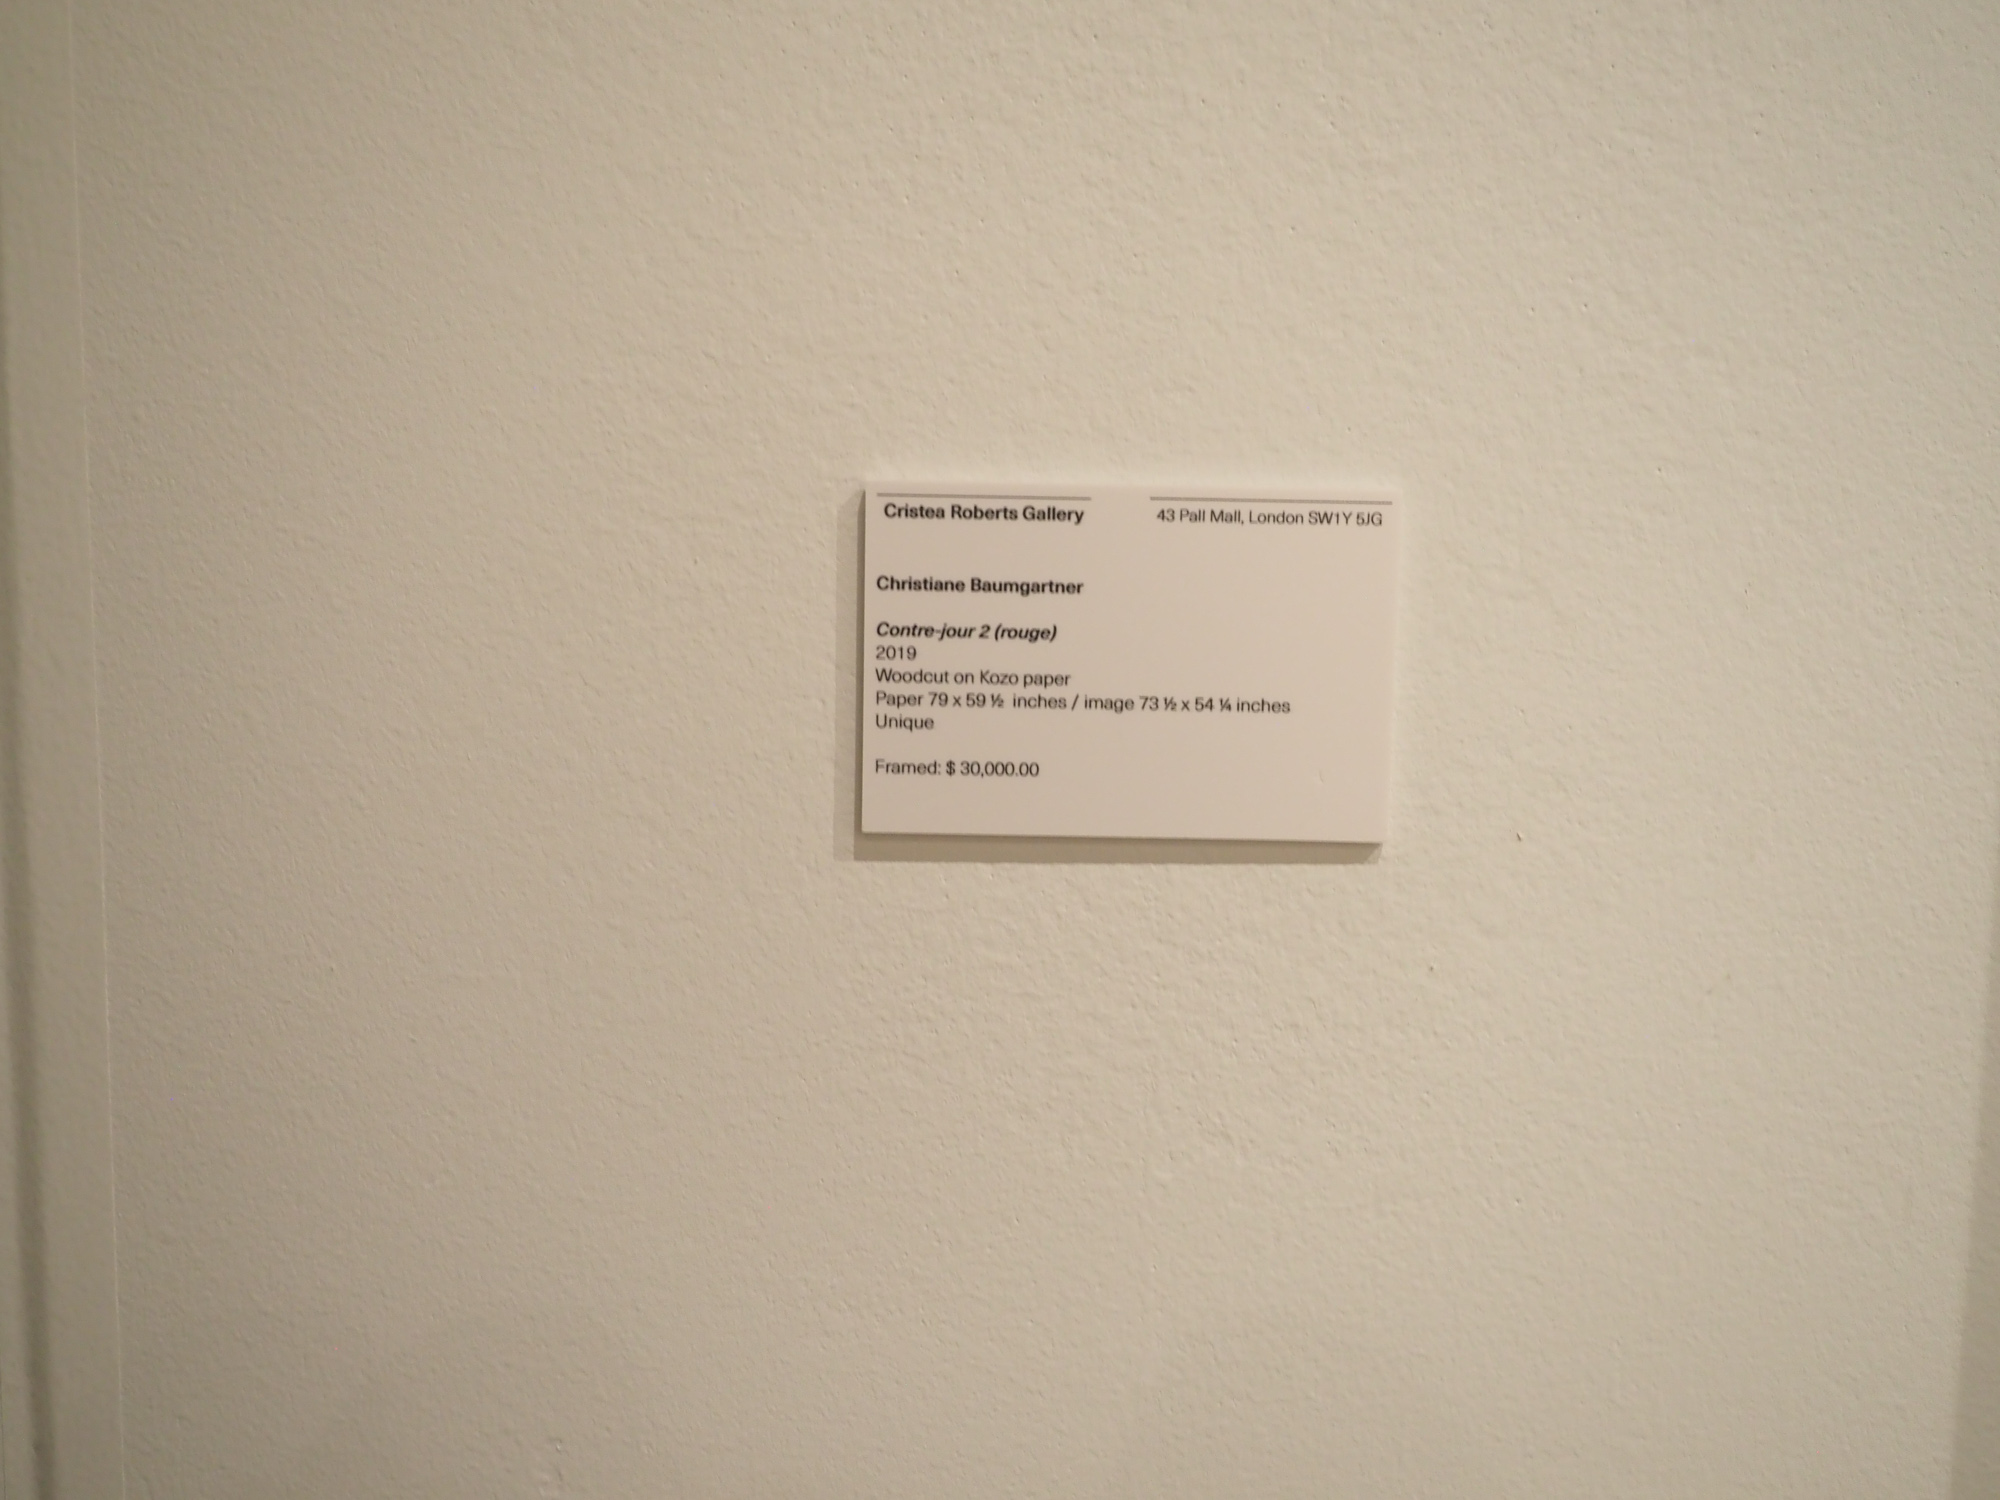 Cristea Roberts Gallery
43 Pall Mall, London SW1Y 5JG
Christiane Baumgartner
Contre-jour 2 (rouge)
2019
Woodcut on Kozo paper
Paper 79 x 59 ½ inches / image 73 ½ x 54 ¼ inches
Unique
Framed: $ 30,000.00